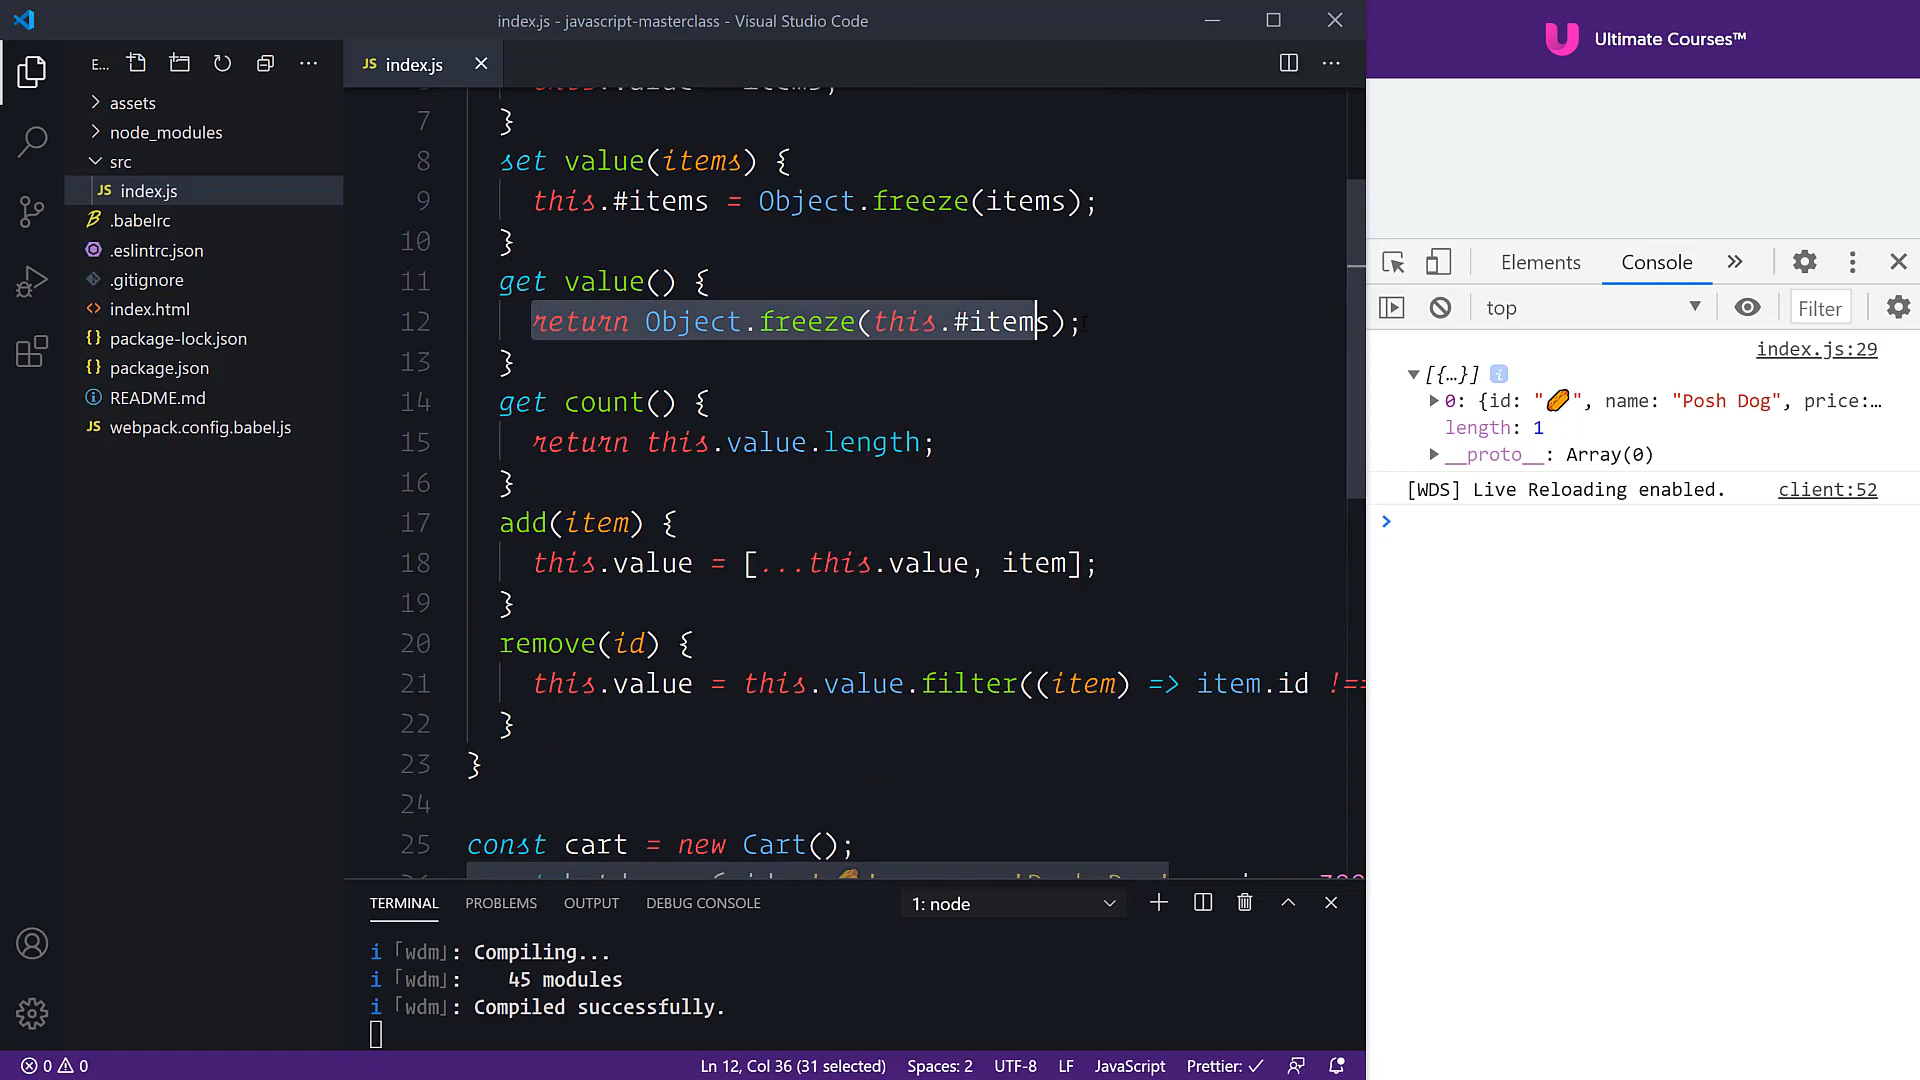 index.js - javascript-masterclass - Visual Studio Code
E...
JS index.js
assets
node_modules
src
JS index.js
.babelrc
.eslintrc.json
.gitignore
index.html
package-lock.json
package.json
README.md
JS webpack.config.babel.js
7 }
8 set value(items) {
9 this.#items = Object.freeze(items);
10 }
11 get value() {
12 return Object.freeze(this.#items);
13 }
14 get count() {
15 return this.value.length;
16 }
17 add(item) {
18 this.value = [...this.value, item];
19 }
20 remove(id) {
21 this.value = this.value.filter((item) => item.id !==
22 }
23 }
24
25 const cart = new Cart();
TERMINAL PROBLEMS OUTPUT DEBUG CONSOLE 1: node
i 「wdm」: Compiling...
i 「wdm」: 45 modules
i 「wdm」: Compiled successfully.
0 0 Ln 12, Col 36 (31 selected) Spaces: 2 UTF-8 LF JavaScript Prettier: ✓
Ultimate Courses™
Elements Console
top Filter
index.js:29
[{…}] i
0: {id: "🌭", name: "Posh Dog", price:…
length: 1
__proto__: Array(0)
[WDS] Live Reloading enabled. client:52